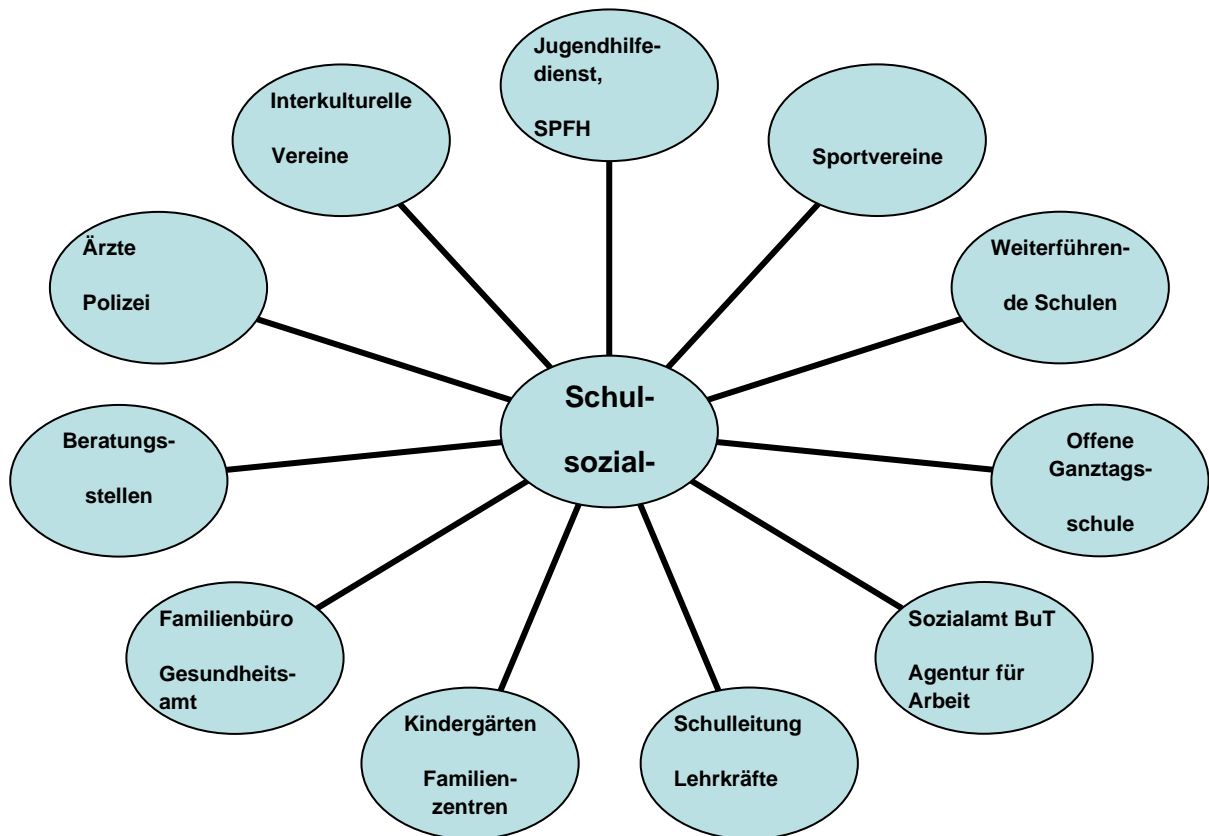 Jugendhilfe-
dienst,
SPFH
Interkulturelle
Vereine
Sportvereine
Ärzte
Polizei
Weiterführen-
de Schulen
Schul-
sozial-
Beratungs-
stellen
Offene
Ganztags-
schule
Familienbüro
Gesundheits-
amt
Sozialamt BuT
Agentur für
Arbeit
Kindergärten
Familien-
zentren
Schulleitung
Lehrkräfte